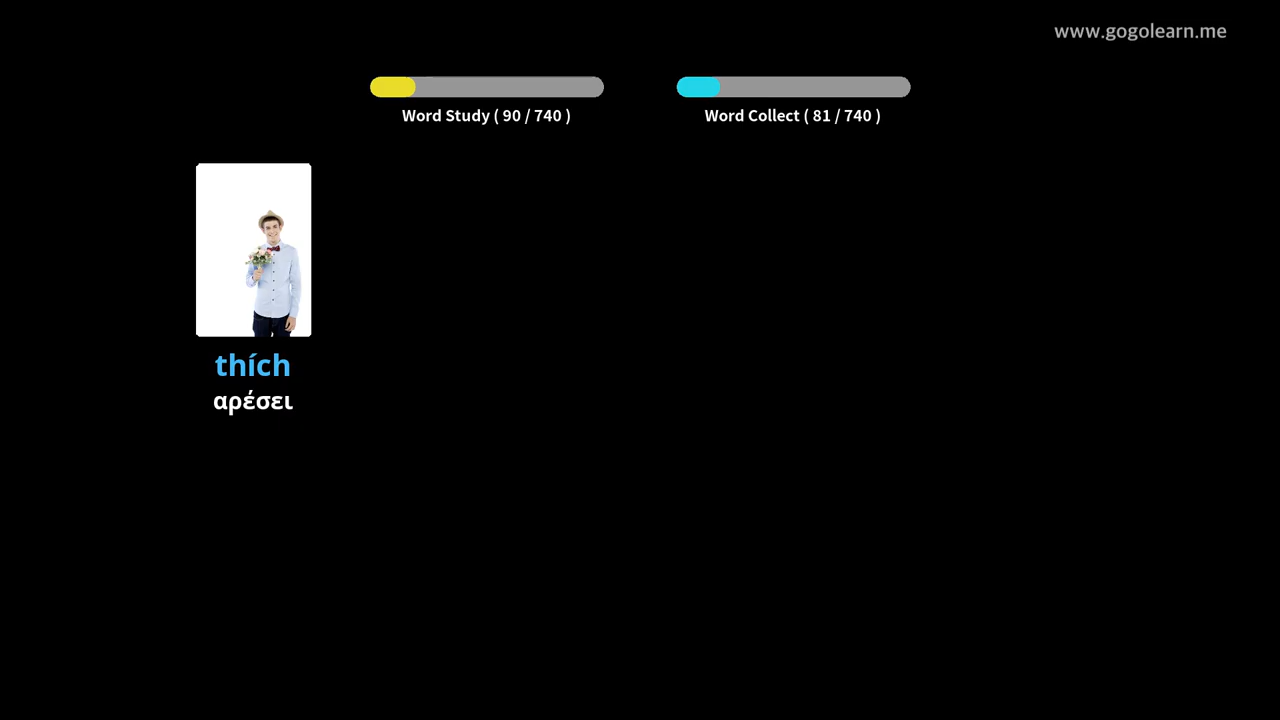 www.gogolearn.me
Word Study ( 90 / 740 )
Word Collect ( 81 / 740 )
thích
αρέσει